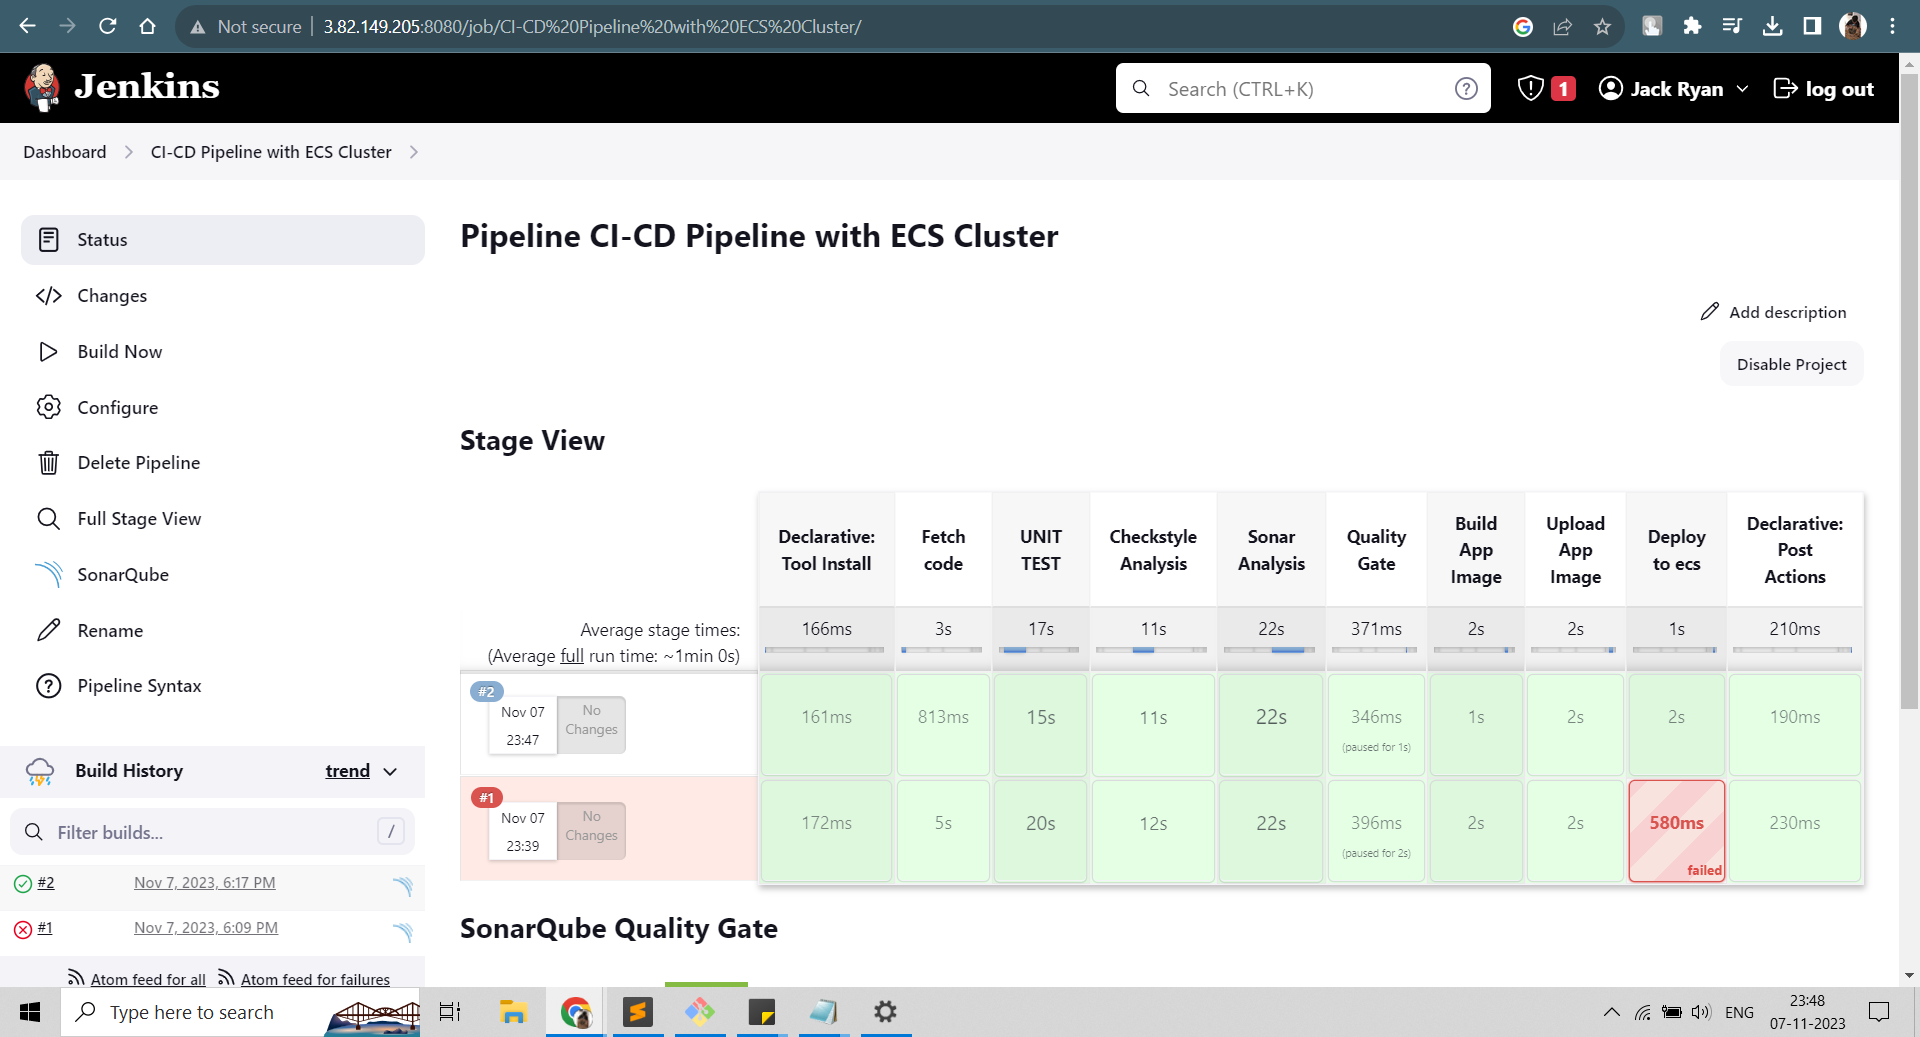 Not secure
3.82.149.205:8080/job/CI-CD%20Pipeline%20with%20ECS%20Cluster/
Jenkins
Search (CTRL+K)
1
Jack Ryan
log out
Dashboard
CI-CD Pipeline with ECS Cluster
Status
Changes
Build Now
Configure
Delete Pipeline
Full Stage View
SonarQube
Rename
Pipeline Syntax
Build History
trend
Filter builds...
/
#2
Nov 7, 2023, 6:17 PM
#1
Nov 7, 2023, 6:09 PM
Atom feed for all
Atom feed for failures
Pipeline CI-CD Pipeline with ECS Cluster
Add description
Disable Project
Stage View
Declarative: Tool Install
Fetch code
UNIT TEST
Checkstyle Analysis
Sonar Analysis
Quality Gate
Build App Image
Upload App Image
Deploy to ecs
Declarative: Post Actions
Average stage times:
(Average full run time: ~1min 0s)
166ms
3s
17s
11s
22s
371ms
2s
2s
1s
210ms
#2
Nov 07
23:47
No Changes
161ms
813ms
15s
11s
22s
346ms
(paused for 1s)
1s
2s
2s
190ms
#1
Nov 07
23:39
No Changes
172ms
5s
20s
12s
22s
396ms
(paused for 2s)
2s
2s
580ms
failed
230ms
SonarQube Quality Gate
Type here to search
ENG
23:48
07-11-2023